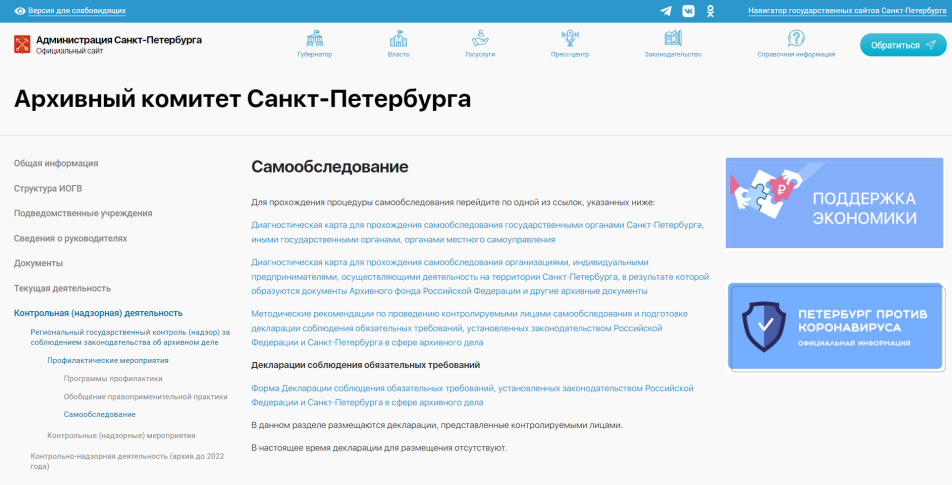 Версия для слабовидящих
Навигатор государственных сайтов Санкт-Петербурга
Администрация Санкт-Петербурга
Официальный сайт
Губернатор
Власть
Госуслуги
Пресс-центр
Законодательство
Справочная информация
Обратиться
Архивный комитет Санкт-Петербурга
Общая информация
Структура ИОГВ
Подведомственные учреждения
Сведения о руководителях
Документы
Текущая деятельность
Контрольная (надзорная) деятельность
Региональный государственный контроль (надзор) за
соблюдением законодательства об архивном деле
Профилактические мероприятия
Программы профилактики
Обобщение правоприменительной практики
Самообследование
Контрольные (надзорные) мероприятия
Контрольно-надзорная деятельность (архив до 2022
года)
Самообследование
Для прохождения процедуры самообследования перейдите по одной из ссылок, указанных ниже:
Диагностическая карта для прохождения самообследования государственными органами Санкт-Петербурга,
иными государственными органами, органами местного самоуправления
Диагностическая карта для прохождения самообследования организациями, индивидуальными
предпринимателями, осуществляющими деятельность на территории Санкт-Петербурга, в результате которой
образуются документы Архивного фонда Российской Федерации и другие архивные документы
Методические рекомендации по проведению контролируемыми лицами самообследования и подготовке
декларации соблюдения обязательных требований, установленных законодательством Российской
Федерации и Санкт-Петербурга в сфере архивного дела
Декларации соблюдения обязательных требований
Форма Декларации соблюдения обязательных требований, установленных законодательством Российской
Федерации и Санкт-Петербурга в сфере архивного дела
В данном разделе размещаются декларации, представленные контролируемыми лицами.
В настоящее время декларации для размещения отсутствуют.
ПОДДЕРЖКА
ЭКОНОМИКИ
ПЕТЕРБУРГ ПРОТИВ
КОРОНАВИРУСА
ОФИЦИАЛЬНАЯ ИНФОРМАЦИЯ